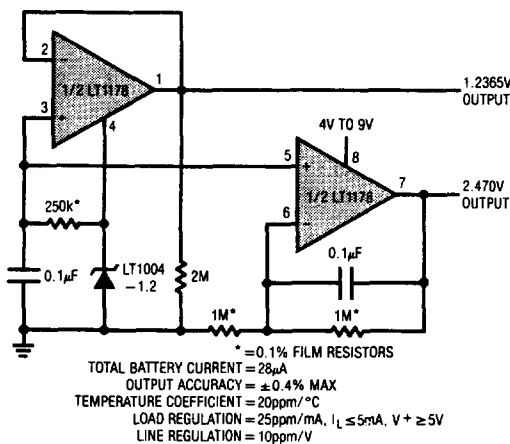 2
1/2 LT1178
1
3
4
1.2365V
OUTPUT
4V TO 9V
8
5
1/2 LT1178
7
2.470V
OUTPUT
6
250k*
0.1µF
LT1004
–1.2
2M
0.1µF
1M*
1M*
* = 0.1% FILM RESISTORS
TOTAL BATTERY CURRENT = 28µA
OUTPUT ACCURACY = ±0.4% MAX
TEMPERATURE COEFFICIENT = 20ppm/°C
LOAD REGULATION = 25ppm/mA, IL ≤ 5mA, V+ ≥ 5V
LINE REGULATION = 10ppm/V